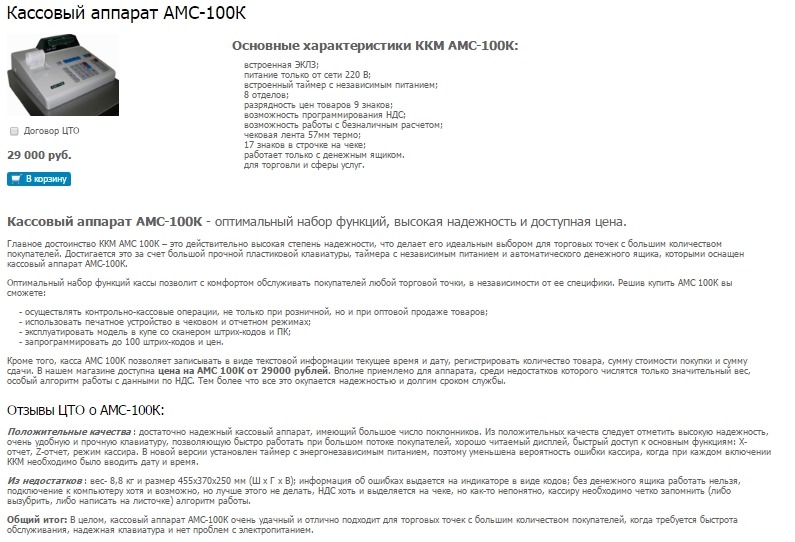 Кассовый аппарат АМС-100К
Основные характеристики ККМ АМС-100К:
встроенная ЭКЛЗ;
питание только от сети 220 В;
встроенный таймер с независимым питанием;
8 отделов;
разрядность цен товаров 9 знаков;
возможность программирования НДС;
возможность работы с безналичным расчетом;
чековая лента 57мм термо;
17 знаков в строчке на чеке;
работает только с денежным ящиком.
для торговли и сферы услуг.
Договор ЦТО
29 000 руб.
В корзину
Кассовый аппарат АМС-100К - оптимальный набор функций, высокая надежность и доступная цена.
Главное достоинство ККМ АМС 100К – это действительно высокая степень надежности, что делает его идеальным выбором для торговых точек с большим количеством
покупателей. Достигается это за счет большой прочной пластиковой клавиатуры, таймера с независимым питанием и автоматического денежного ящика, которыми оснащен
кассовый аппарат АМС-100К.
Оптимальный набор функций кассы позволит с комфортом обслуживать покупателей любой торговой точки, в независимости от ее специфики. Решив купить АМС 100К вы
сможете:
- осуществлять контрольно-кассовые операции, не только при розничной, но и при оптовой продаже товаров;
- использовать печатное устройство в чековом и отчетном режимах;
- эксплуатировать модель в купе со сканером штрих-кодов и ПК;
- запрограммировать до 100 штрих-кодов и цен.
Кроме того, касса АМС 100К позволяет записывать в виде текстовой информации текущее время и дату, регистрировать количество товара, сумму стоимости покупки и сумму
сдачи. В нашем магазине доступна цена на АМС 100К от 29000 рублей. Вполне приемлемо для аппарата, среди недостатков которого числятся только значительный вес,
особый алгоритм работы с данными по НДС. Тем более что все это окупается надежностью и долгим сроком службы.
Отзывы ЦТО о АМС-100К:
Положительные качества : достаточно надежный кассовый аппарат, имеющий большое число поклонников. Из положительных качеств следует отметить высокую надежность,
очень удобную и прочную клавиатуру, позволяющую быстро работать при большом потоке покупателей, хорошо читаемый дисплей, быстрый доступ к основным функциям: X-
отчет, Z-отчет, режим кассира. В новой версии установлен таймер с энергонезависимым питанием, поэтому уменьшена вероятность ошибки кассира, когда при каждом включении
ККМ необходимо было вводить дату и время.
Из недостатков : вес- 8,8 кг и размер 455х370х250 мм (Ш х Г х В); информация об ошибках выдается на индикаторе в виде кодов; без денежного ящика работать нельзя,
подключение к компьютеру хотя и возможно, но лучше этого не делать, НДС хоть и выделяется на чеке, но как-то непонятно, кассиру необходимо четко запомнить (либо
вызубрить, либо написать на листочке) алгоритм работы.
Общий итог: В целом, кассовый аппарат АМС-100К очень удачный и отлично подходит для торговых точек с большим количеством покупателей, когда требуется быстрота
обслуживания, надежная клавиатура и нет проблем с электропитанием.